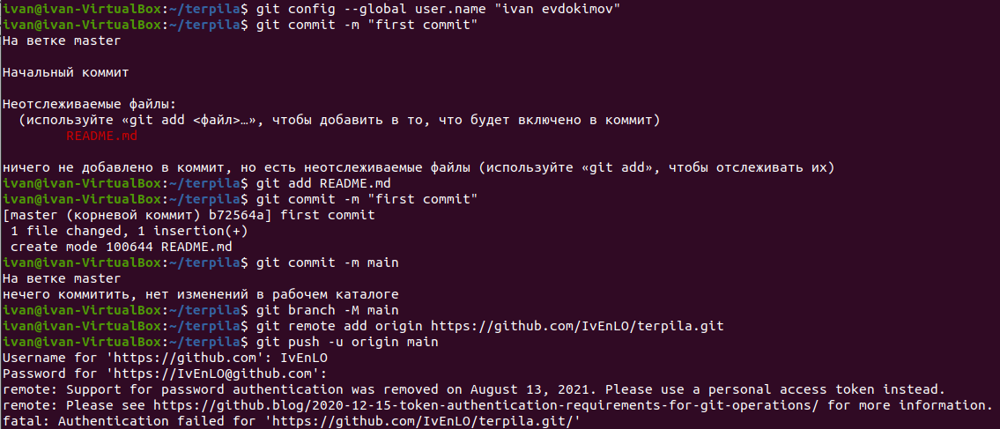 ivan@ivan-VirtualBox:~/terpila$ git config --global user.name "ivan evdokimov"
ivan@ivan-VirtualBox:~/terpila$ git commit -m "first commit"
На ветке master
Начальный коммит
Неотслеживаемые файлы:
(используйте «git add <файл>…», чтобы добавить в то, что будет включено в коммит)
README.md
ничего не добавлено в коммит, но есть неотслеживаемые файлы (используйте «git add», чтобы отслеживать их)
ivan@ivan-VirtualBox:~/terpila$ git add README.md
ivan@ivan-VirtualBox:~/terpila$ git commit -m "first commit"
[master (корневой коммит) b72564a] first commit
1 file changed, 1 insertion(+)
create mode 100644 README.md
ivan@ivan-VirtualBox:~/terpila$ git commit -m main
На ветке master
нечего коммитить, нет изменений в рабочем каталоге
ivan@ivan-VirtualBox:~/terpila$ git branch -M main
ivan@ivan-VirtualBox:~/terpila$ git remote add origin https://github.com/IvEnLO/terpila.git
ivan@ivan-VirtualBox:~/terpila$ git push -u origin main
Username for 'https://github.com': IvEnLO
Password for 'https://IvEnLO@github.com':
remote: Support for password authentication was removed on August 13, 2021. Please use a personal access token instead.
remote: Please see https://github.blog/2020-12-15-token-authentication-requirements-for-git-operations/ for more information.
fatal: Authentication failed for 'https://github.com/IvEnLO/terpila.git/'